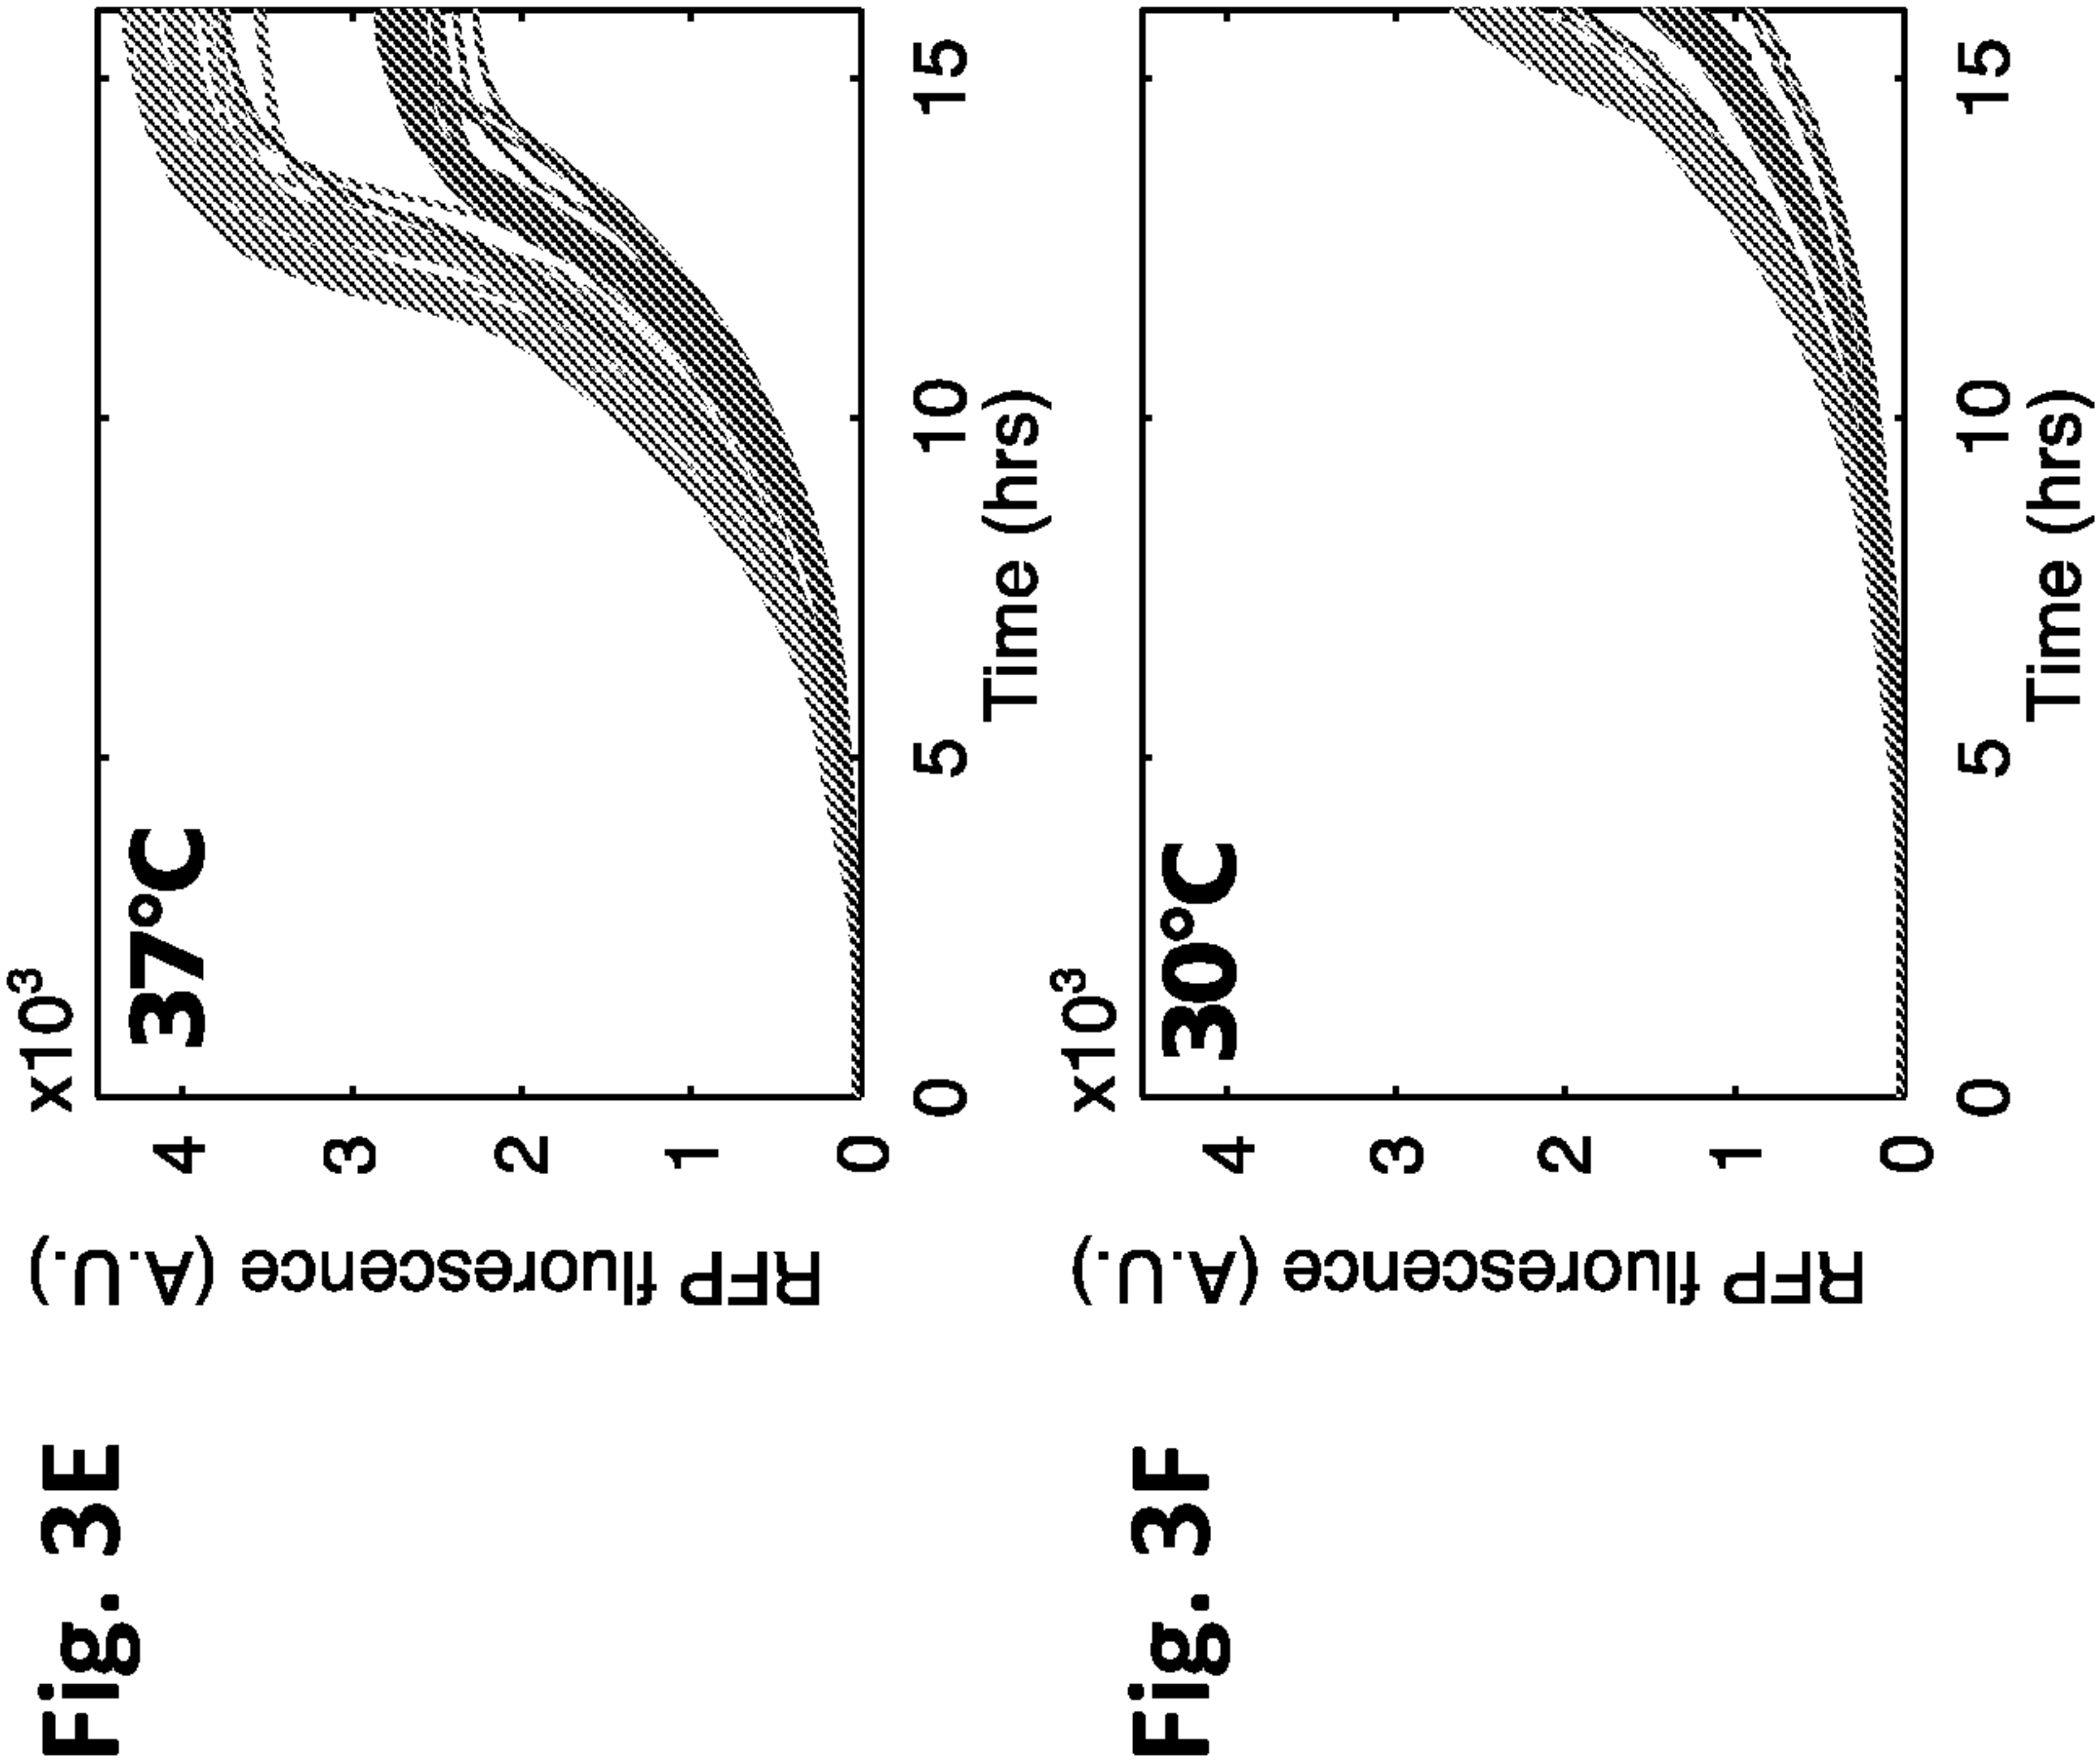 Fig. 3E
x10³
37°C
RFP fluorescence (A.U.)
4
3
2
1
0
0 5 10 15
Time (hrs)
Fig. 3F
x10³
30°C
RFP fluorescence (A.U.)
4
3
2
1
0
0 5 10 15
Time (hrs)